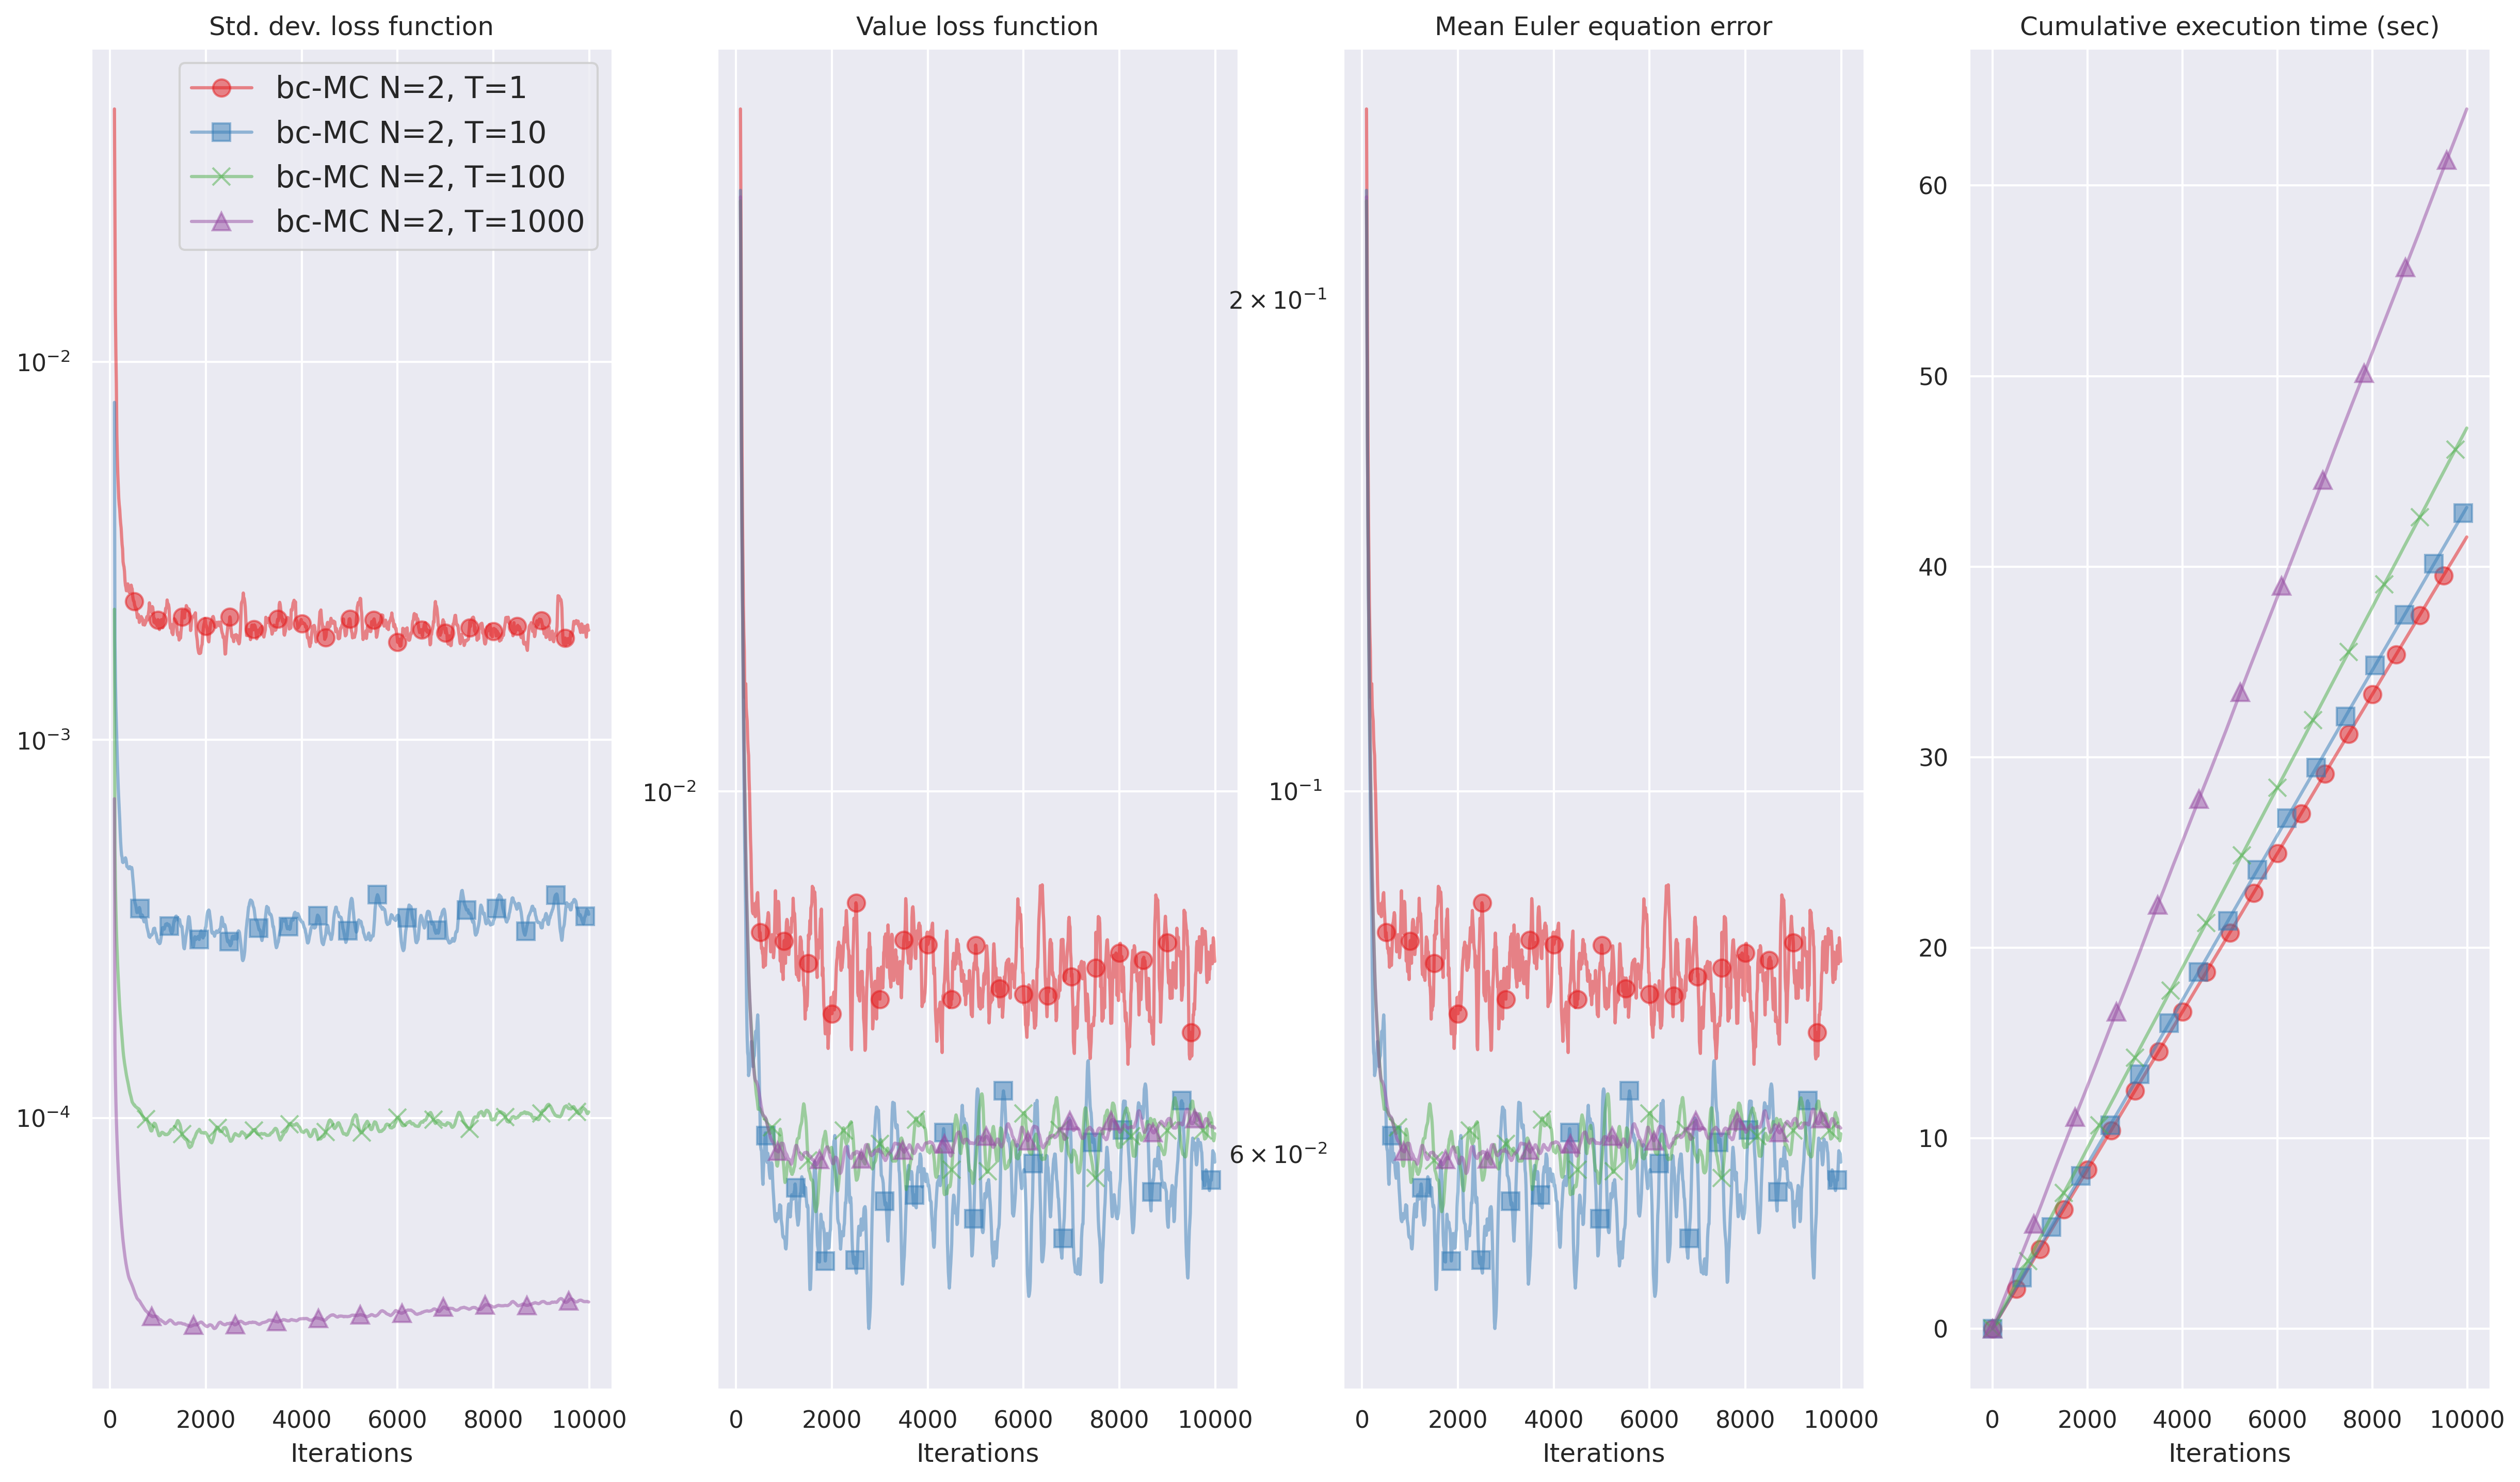 Std. dev. loss function
Value loss function
Mean Euler equation error
Cumulative execution time (sec)
bc-MC N=2, T=1
bc-MC N=2, T=10
bc-MC N=2, T=100
bc-MC N=2, T=1000
10⁻²
10⁻³
10⁻⁴
0 2000 4000 6000 8000 10000
Iterations
10⁻²
0 2000 4000 6000 8000 10000
Iterations
2 × 10⁻¹
10⁻¹
6 × 10⁻²
0 2000 4000 6000 8000 10000
Iterations
60
50
40
30
20
10
0
0 2000 4000 6000 8000 10000
Iterations